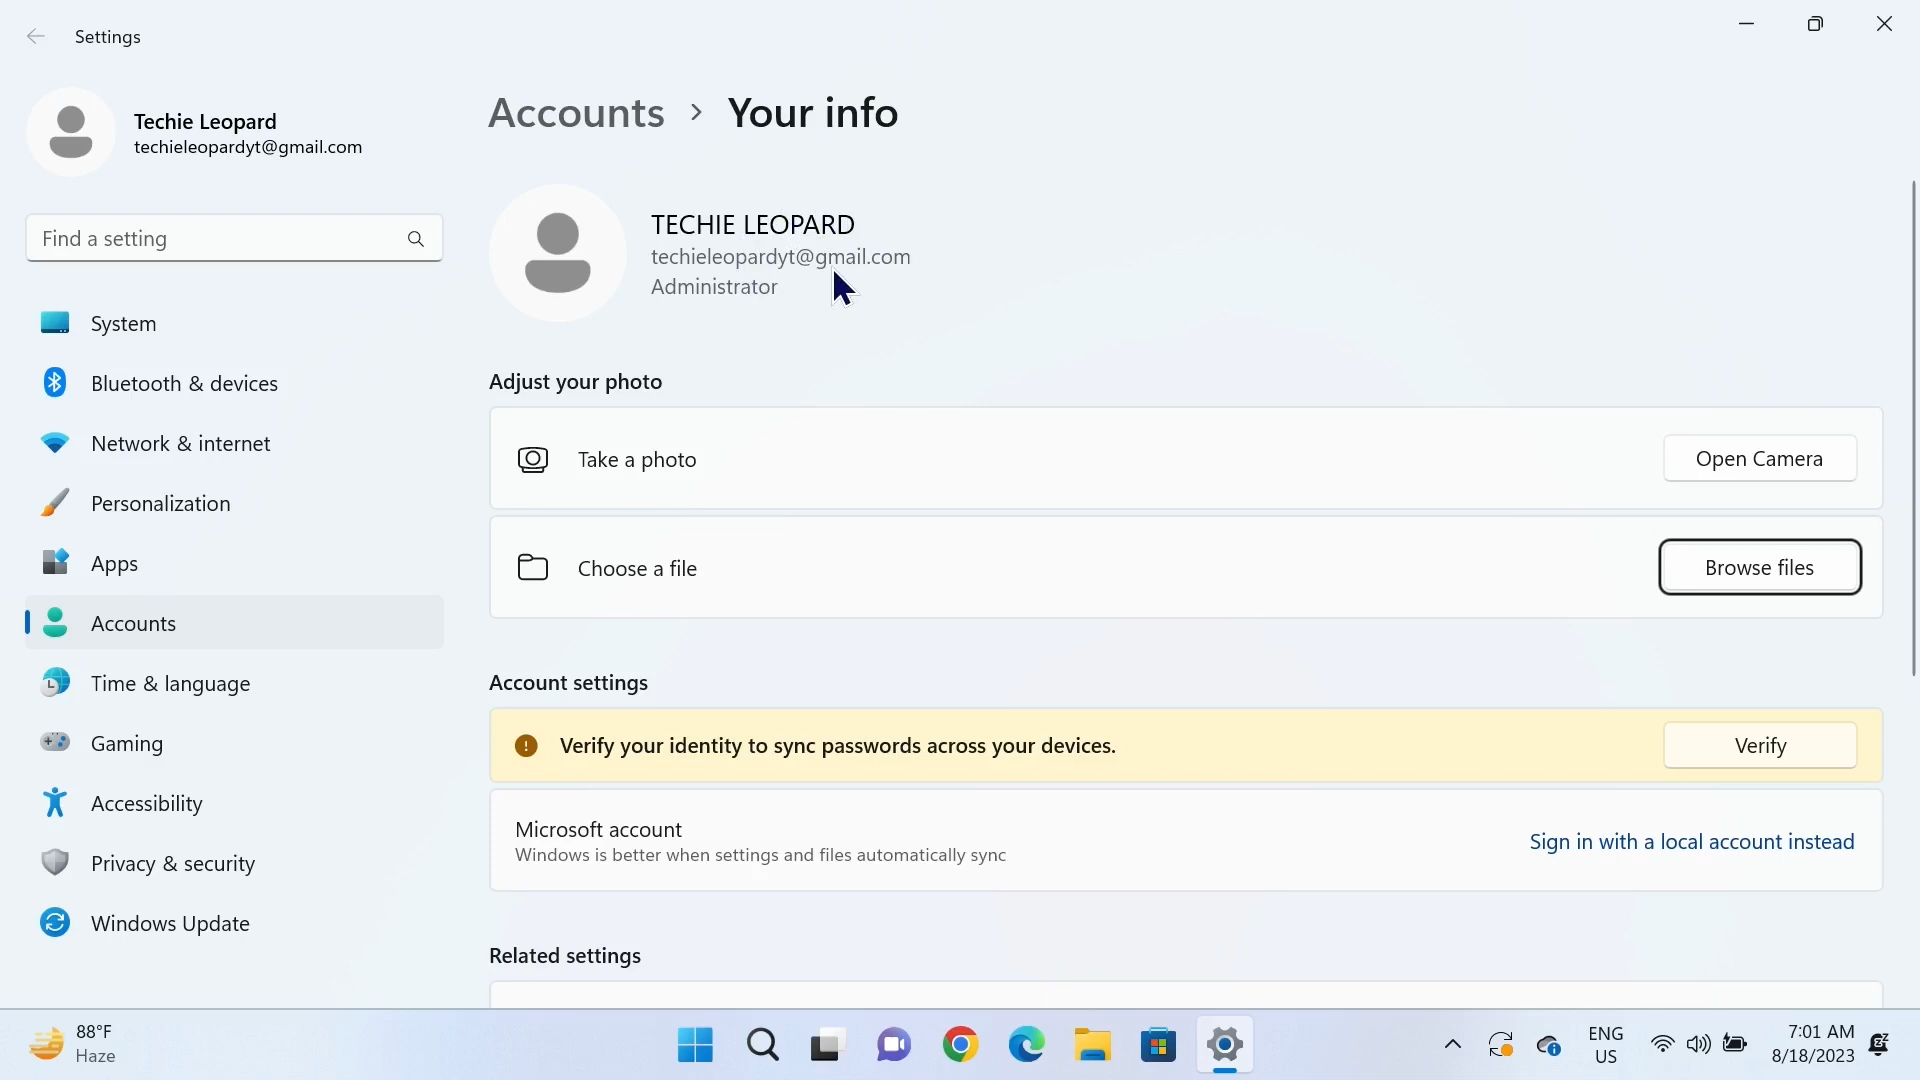 Settings
Techie Leopard
techieleopardyt@gmail.com
Find a setting
System
Bluetooth & devices
Network & internet
Personalization
Apps
Accounts
Time & language
Gaming
Accessibility
Privacy & security
Windows Update
Accounts > Your info
TECHIE LEOPARD
techieleopardyt@gmail.com
Administrator
Adjust your photo
Take a photo
Open Camera
Choose a file
Browse files
Account settings
Verify your identity to sync passwords across your devices.
Verify
Microsoft account
Windows is better when settings and files automatically sync
Sign in with a local account instead
Related settings
88°F
Haze
ENG
US
7:01 AM
8/18/2023